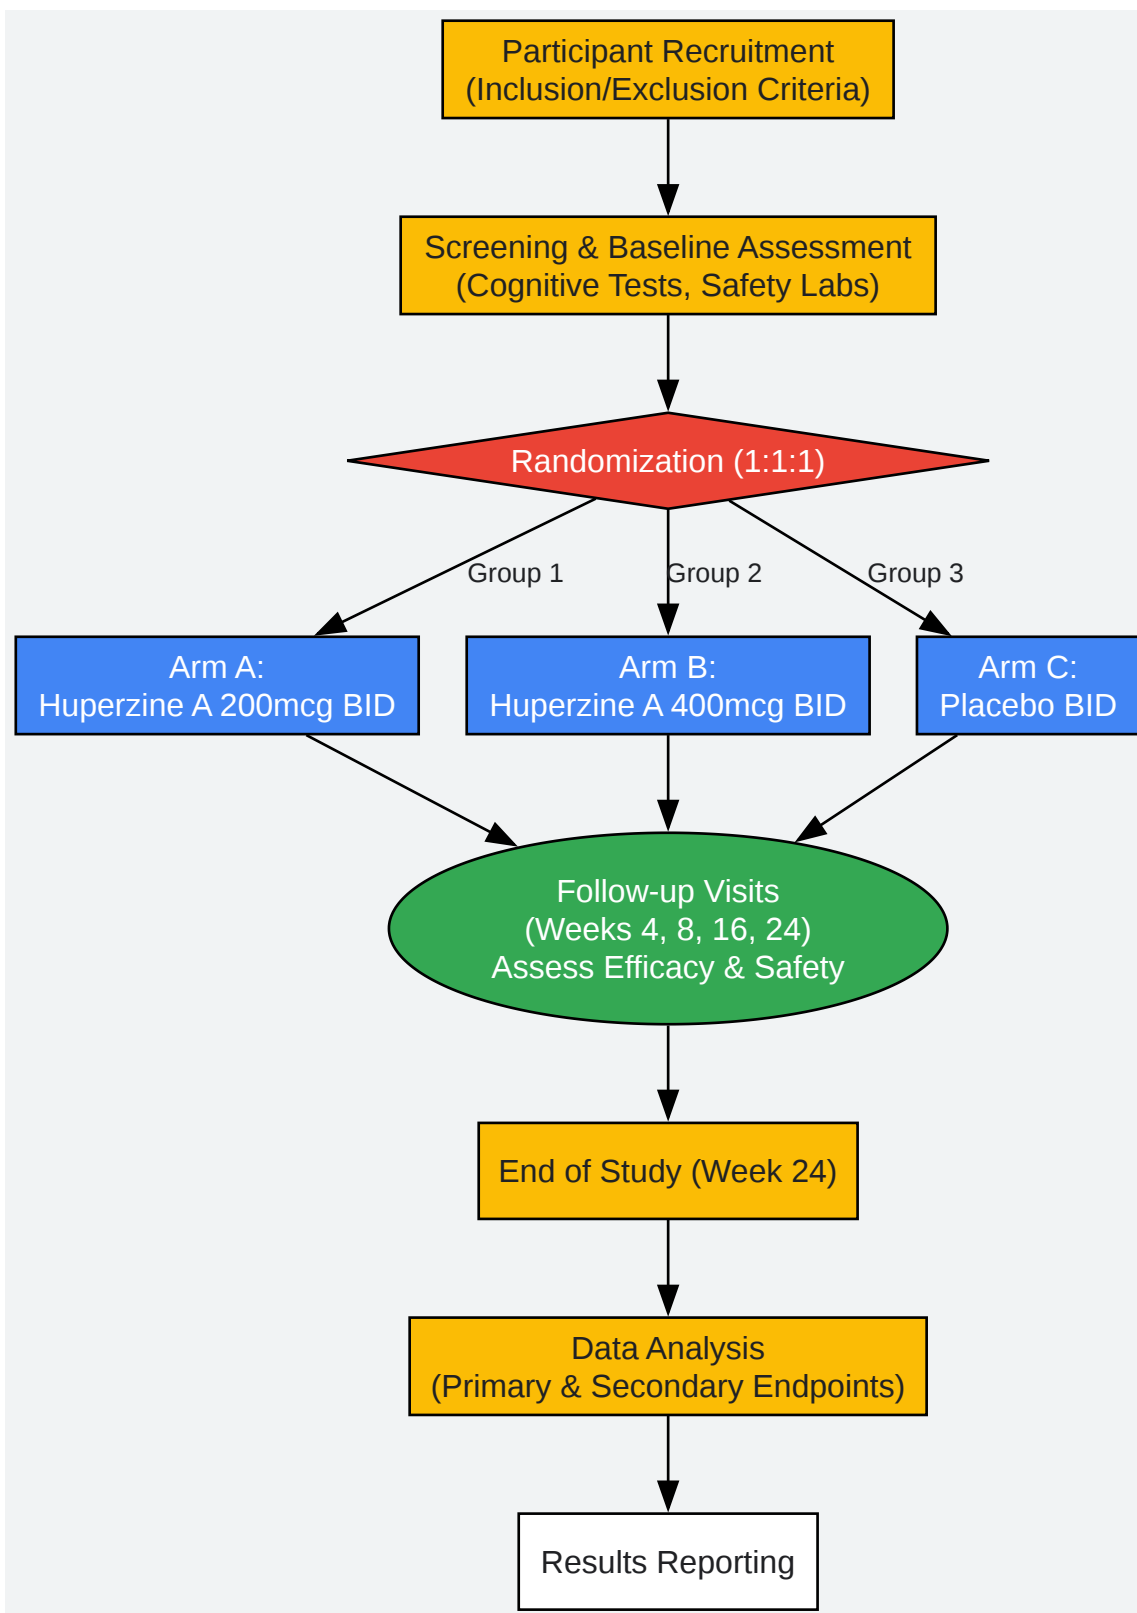 Participant Recruitment
(Inclusion/Exclusion Criteria)
Screening & Baseline Assessment
(Cognitive Tests, Safety Labs)
Randomization (1:1:1)
Group 1
Group 2
Group 3
Arm A:
Huperzine A 200mcg BID
Arm B:
Huperzine A 400mcg BID
Arm C:
Placebo BID
Follow-up Visits
(Weeks 4, 8, 16, 24)
Assess Efficacy & Safety
End of Study (Week 24)
Data Analysis
(Primary & Secondary Endpoints)
Results Reporting